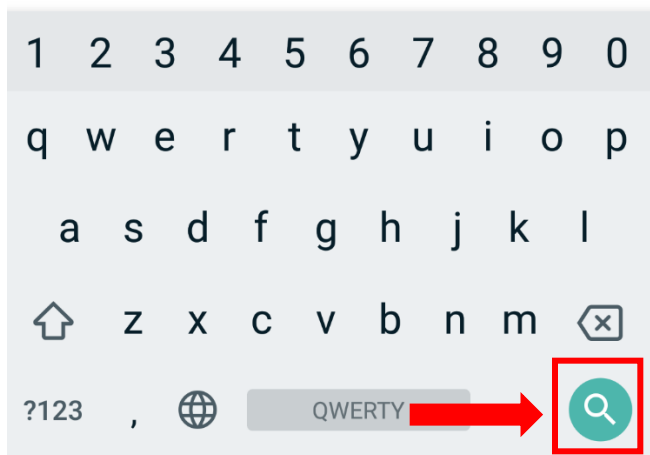 1 2 3 4 5 6 7 8 9 0
q w e r t y u i o p
a s d f g h j k l
z x c v b n m
?123 , QWERTY